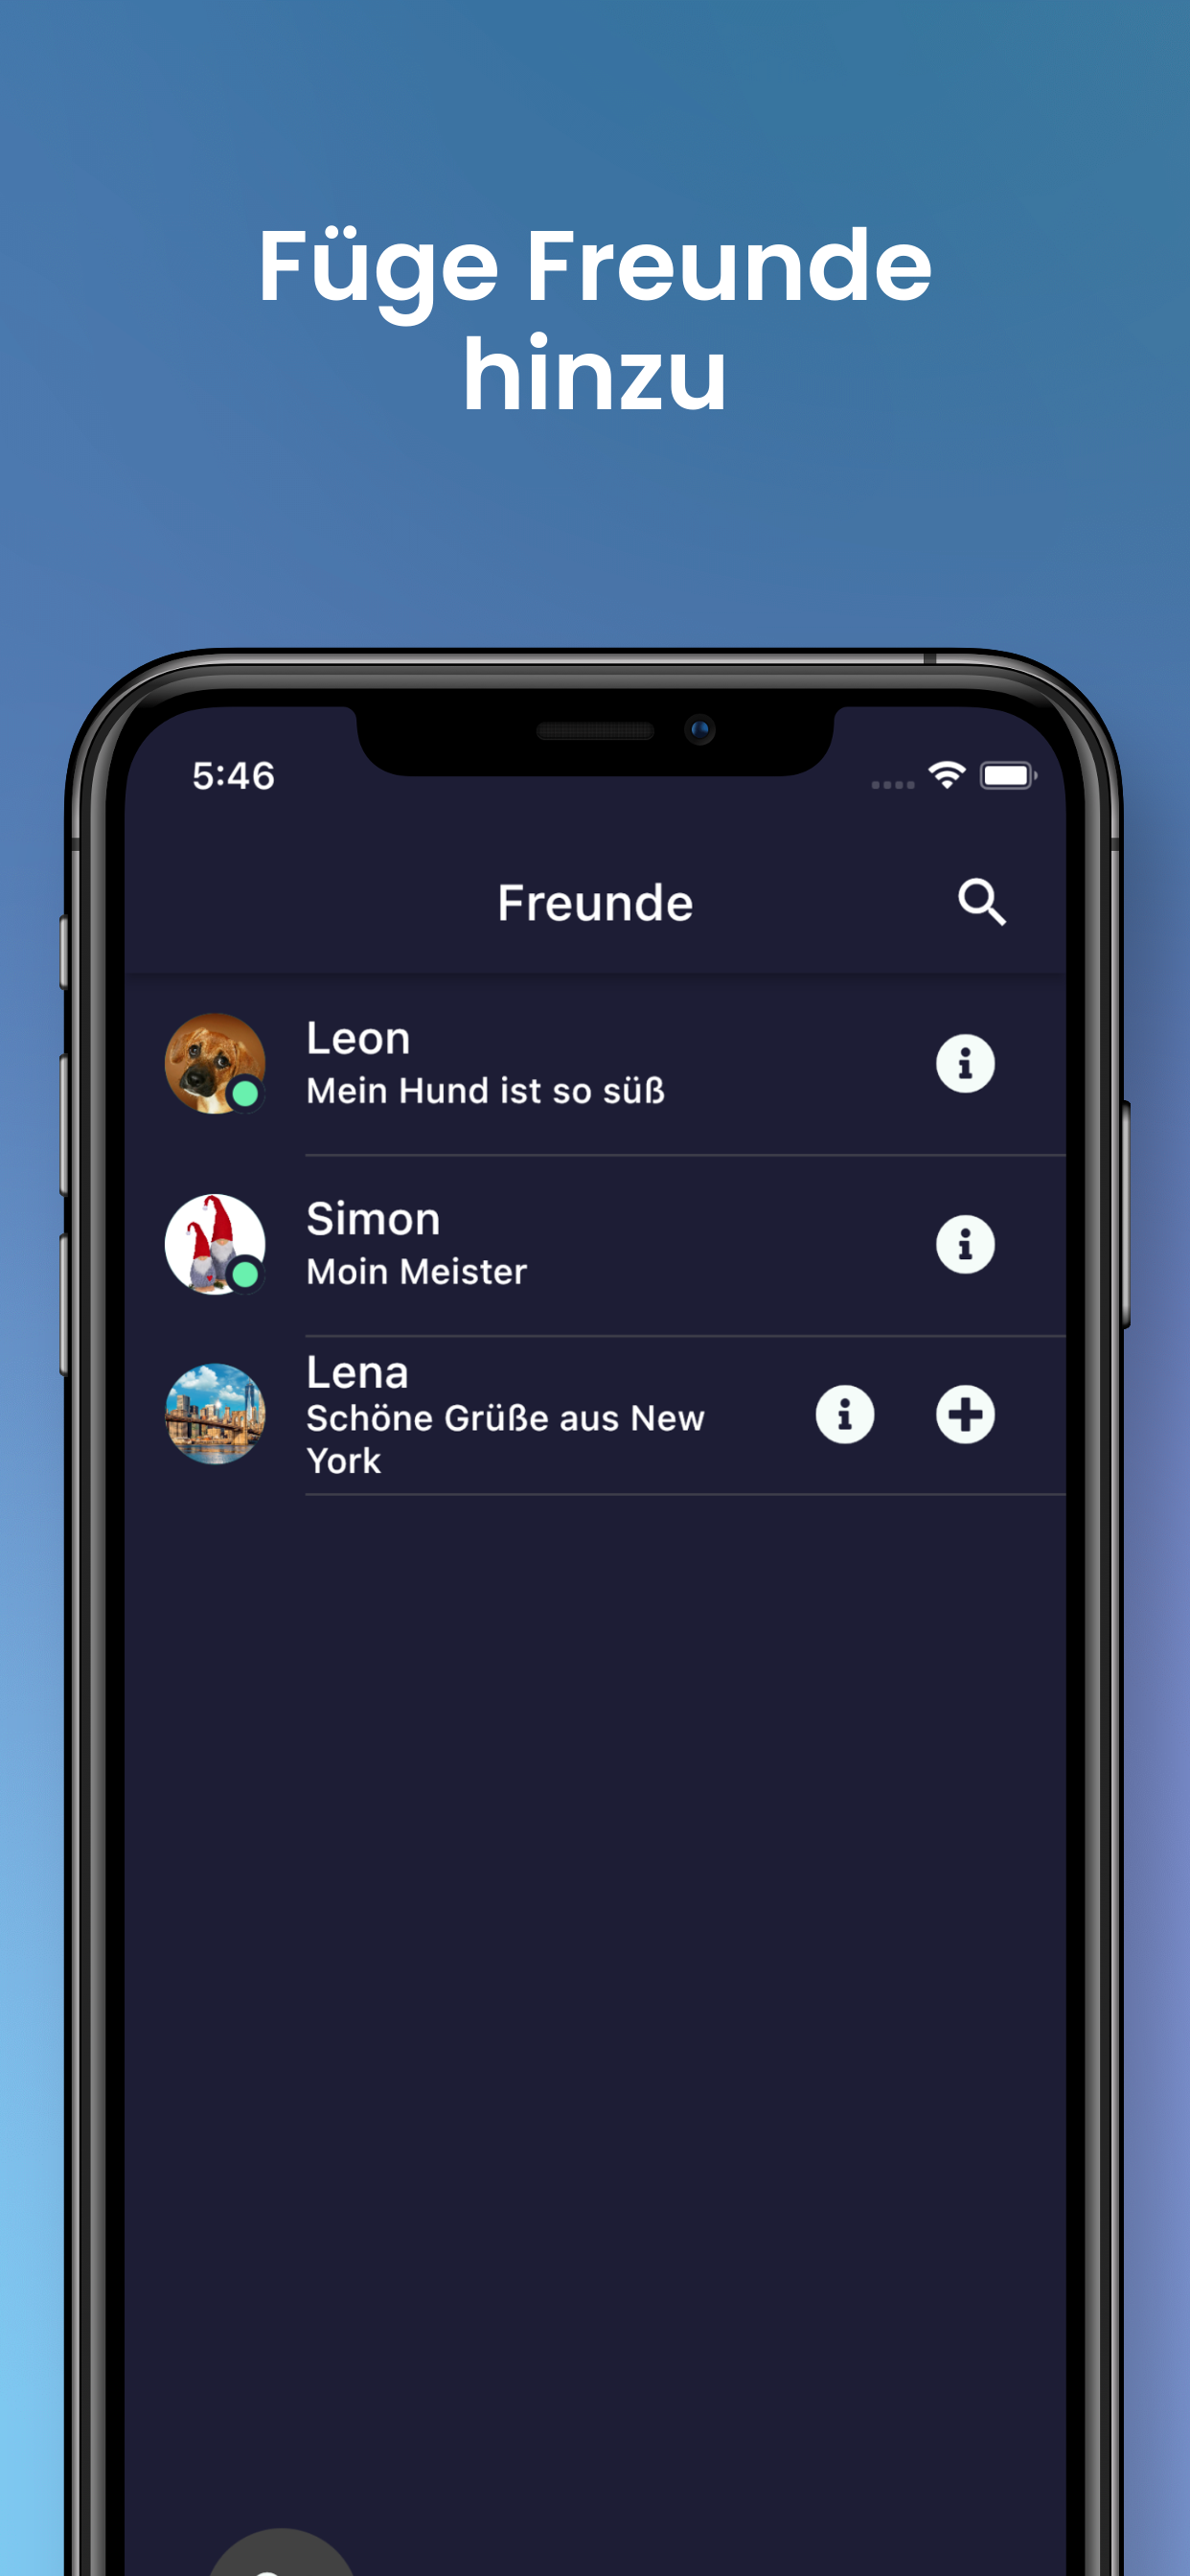 Füge Freunde
hinzu
5:46
Freunde
Leon
Mein Hund ist so süß
Simon
Moin Meister
Lena
Schöne Grüße aus New
York